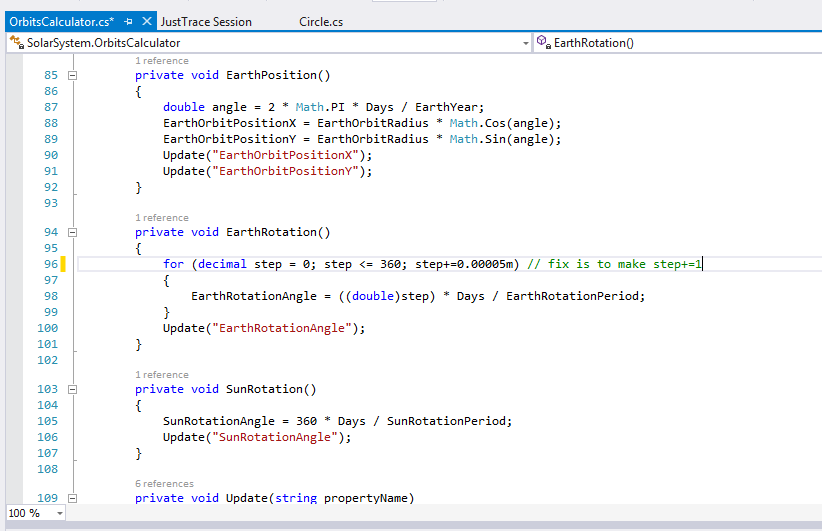 OrbitsCalculator.cs* JustTrace Session Circle.cs
SolarSystem.OrbitsCalculator EarthRotation()
1 reference
85 private void EarthPosition()
86 {
87 double angle = 2 * Math.PI * Days / EarthYear;
88 EarthOrbitPositionX = EarthOrbitRadius * Math.Cos(angle);
89 EarthOrbitPositionY = EarthOrbitRadius * Math.Sin(angle);
90 Update("EarthOrbitPositionX");
91 Update("EarthOrbitPositionY");
92 }
93
1 reference
94 private void EarthRotation()
95 {
96 for (decimal step = 0; step <= 360; step+=0.00005m) // fix is to make step+=1
97 {
98 EarthRotationAngle = ((double)step) * Days / EarthRotationPeriod;
99 }
100 Update("EarthRotationAngle");
101 }
102
1 reference
103 private void SunRotation()
104 {
105 SunRotationAngle = 360 * Days / SunRotationPeriod;
106 Update("SunRotationAngle");
107 }
108
6 references
109 private void Update(string propertyName)
100 %